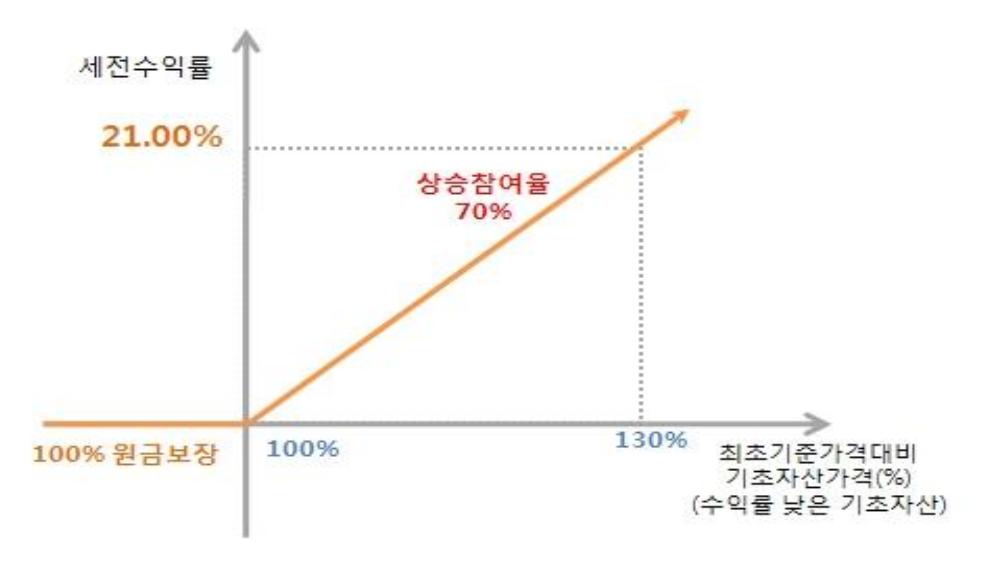 세전수익률
21.00%
상승참여율
70%
100% 원금보장
100%
130%
최초기준가격대비
기초자산가격(%)
(수익률 낮은 기초자산)